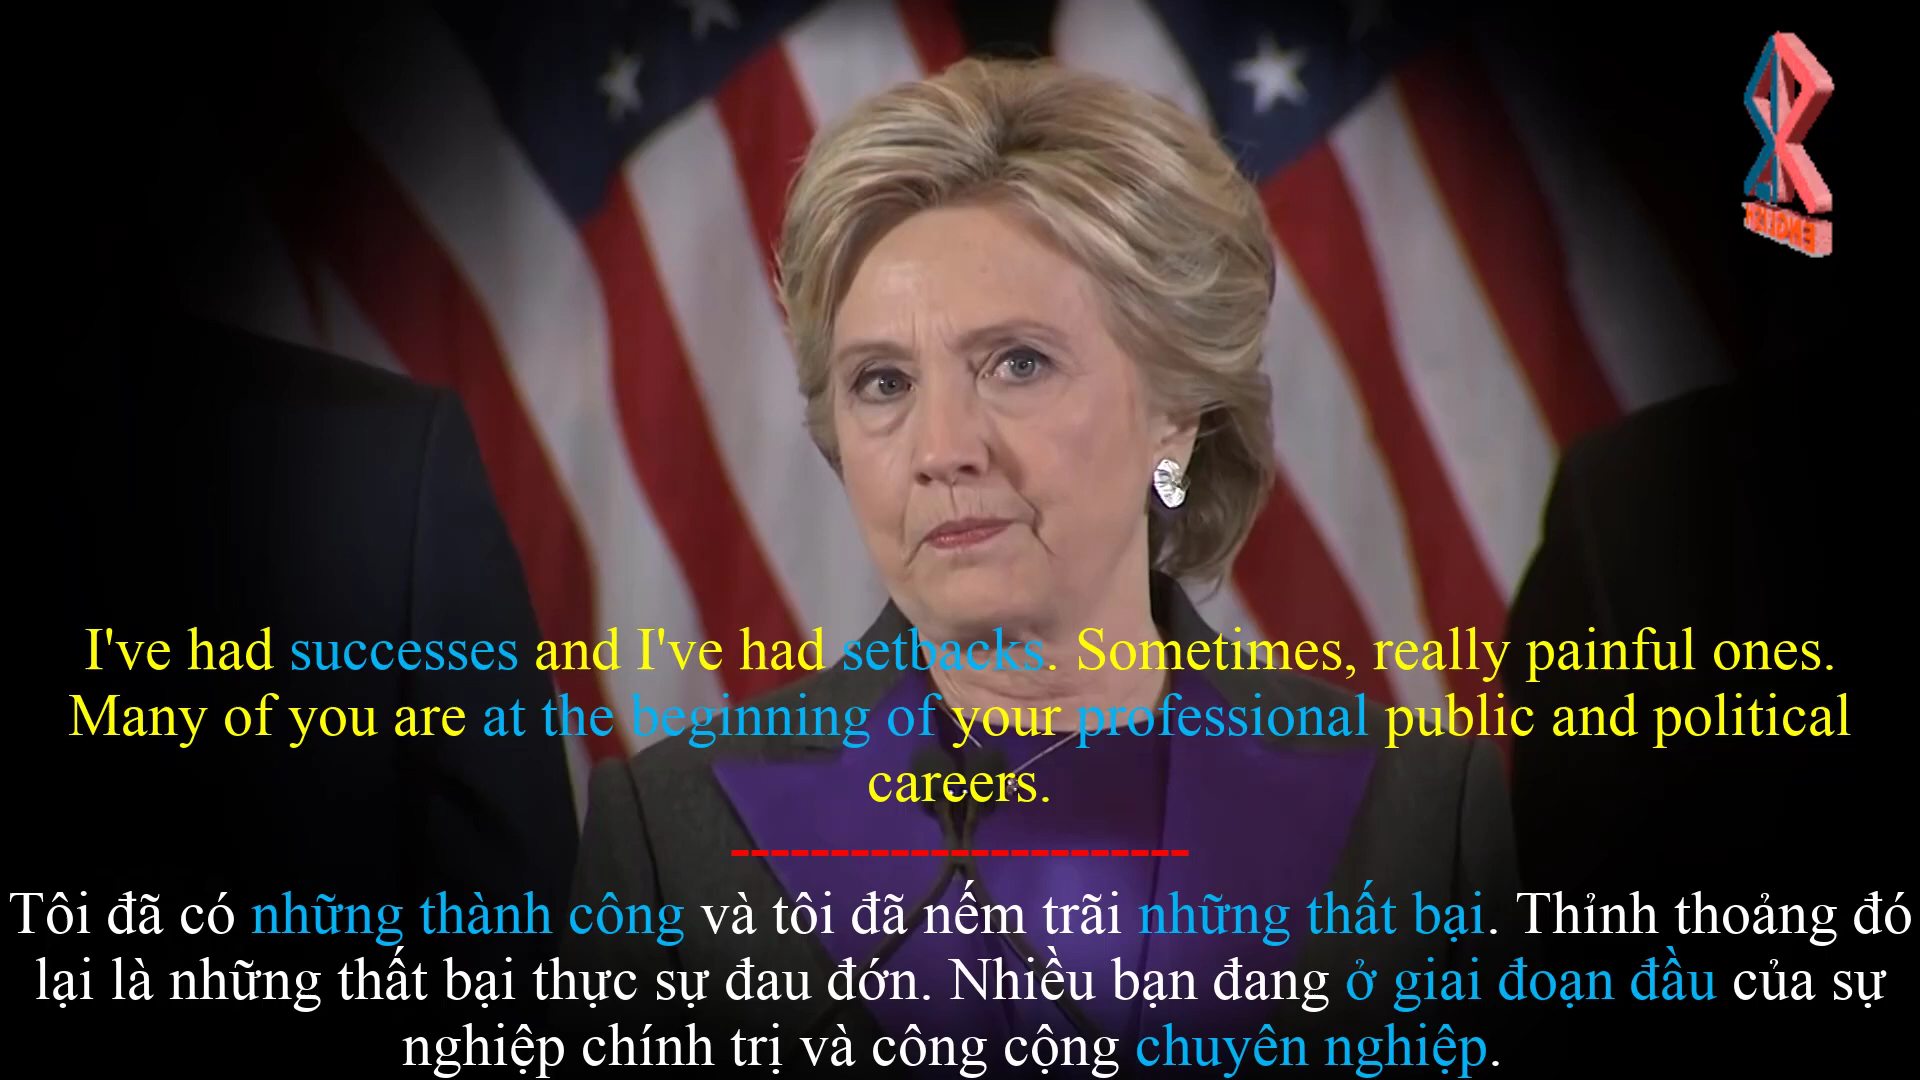 I've had successes and I've had setbacks. Sometimes, really painful ones.
Many of you are at the beginning of your professional public and political
careers.
-----------------------
Tôi đã có những thành công và tôi đã nếm trãi những thất bại. Thỉnh thoảng đó
lại là những thất bại thực sự đau đớn. Nhiều bạn đang ở giai đoạn đầu của sự
nghiệp chính trị và công cộng chuyên nghiệp.
ENGLISH